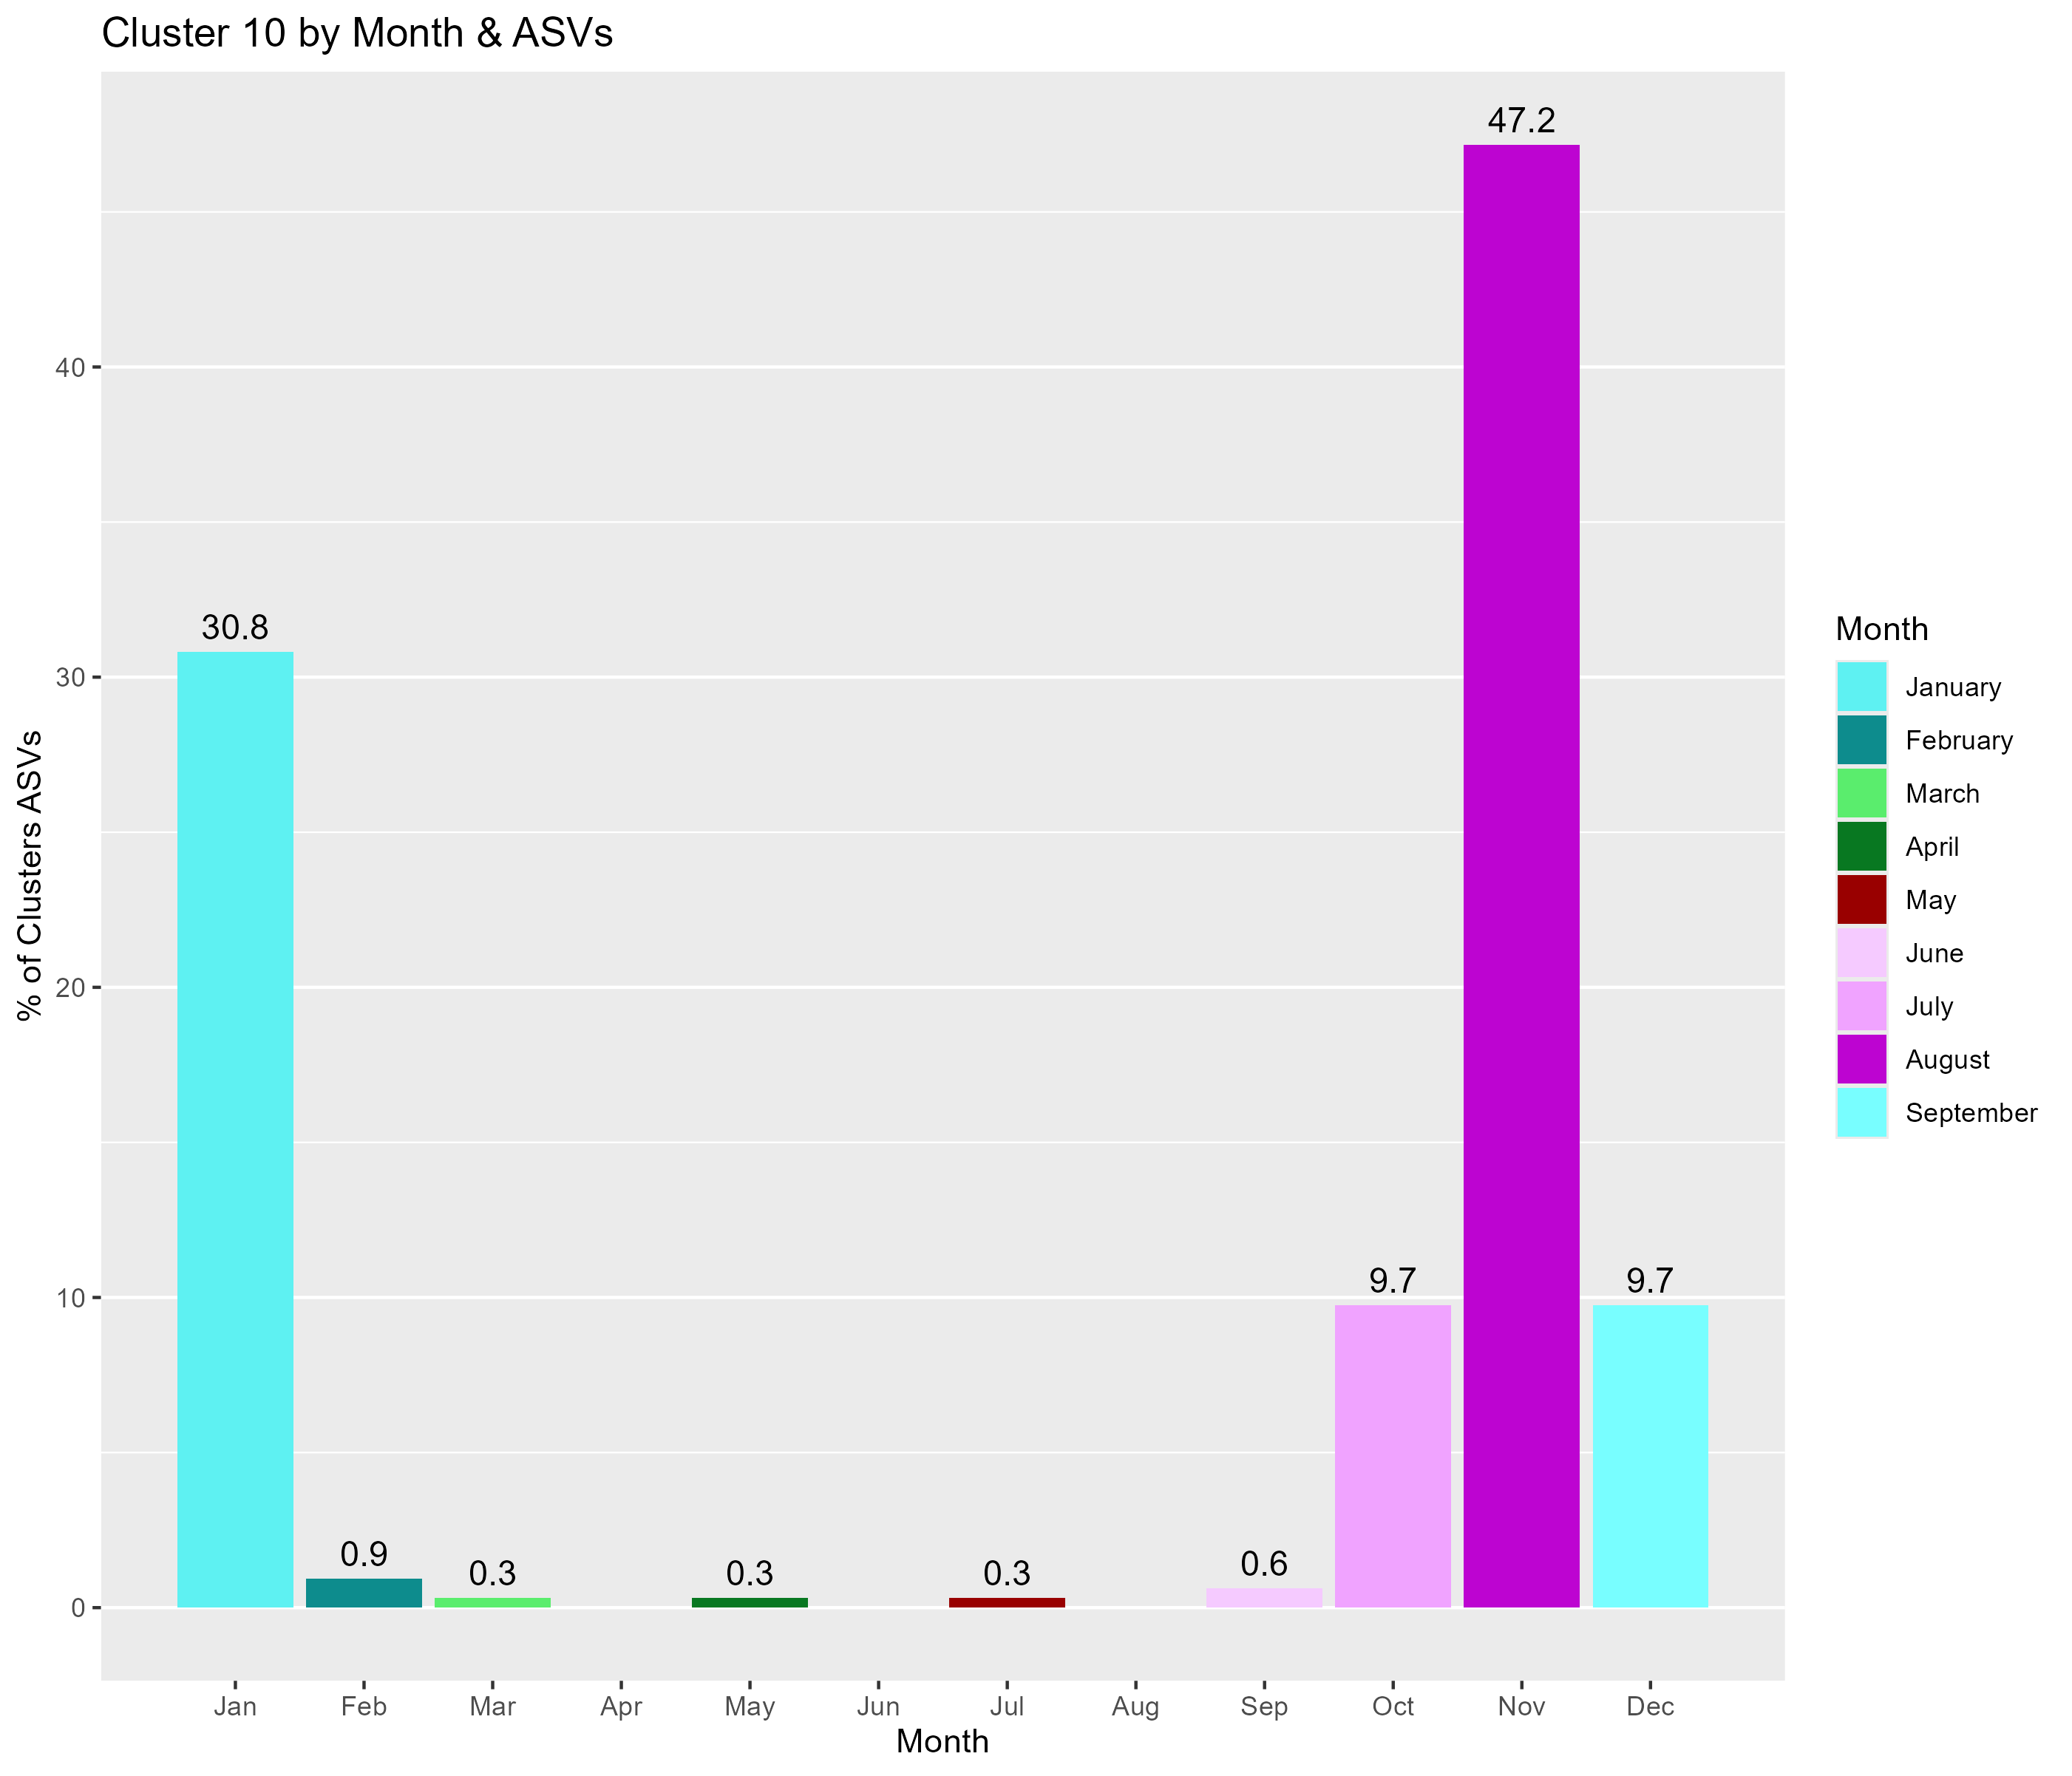 Cluster 10 by Month & ASVs
% of Clusters ASVs
40
30
20
10
0
30.8
0.9
0.3
0.3
0.3
0.6
9.7
47.2
9.7
Jan Feb Mar Apr May Jun Jul Aug Sep Oct Nov Dec
Month
Month
January
February
March
April
May
June
July
August
September